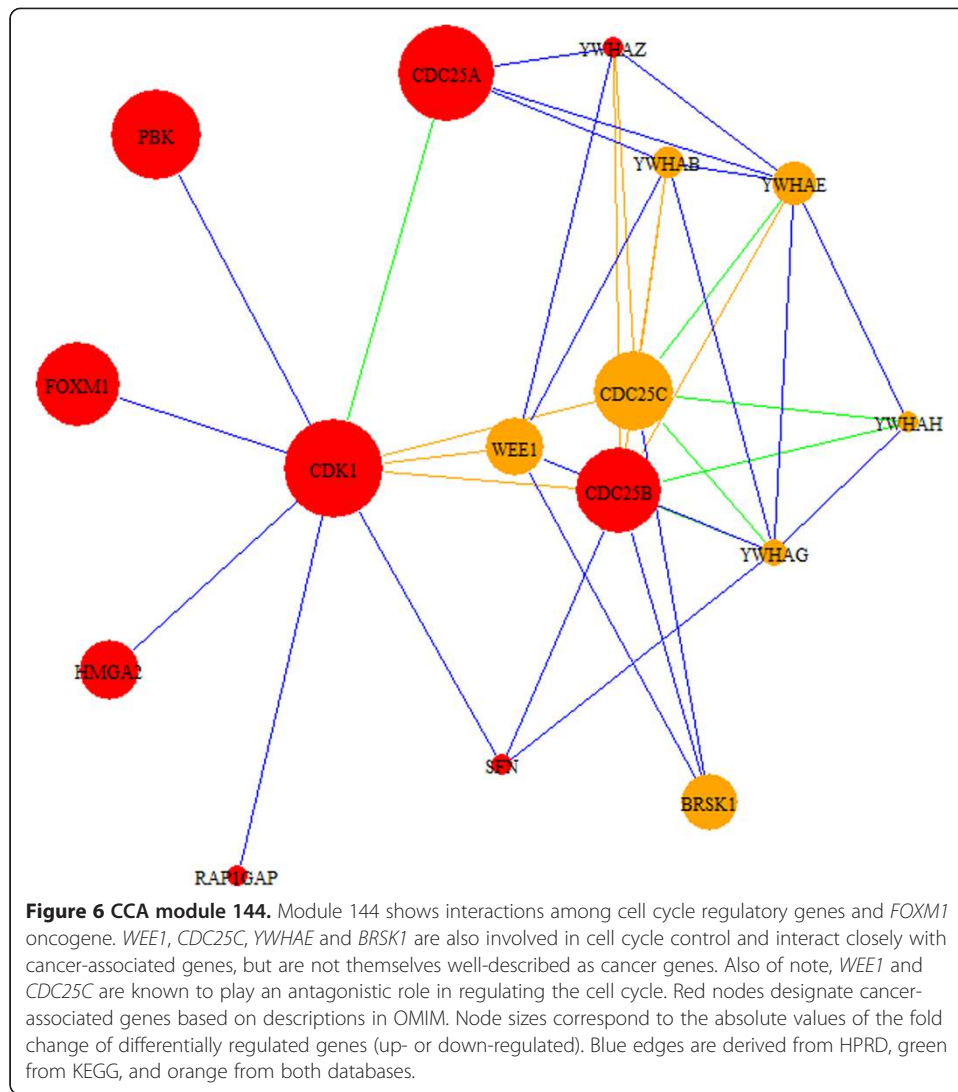 CDC25A
YWHAZ
PBK
YWHAB
YWHAE
FOXM1
CDC25C
YWHAH
WEE1
CDK1
CDC25B
YWHAG
HMGA2
SFN
BRSK1
RAP1GAP
Figure 6 CCA module 144. Module 144 shows interactions among cell cycle regulatory genes and FOXM1
oncogene. WEE1, CDC25C, YWHAE and BRSK1 are also involved in cell cycle control and interact closely with
cancer-associated genes, but are not themselves well-described as cancer genes. Also of note, WEE1 and
CDC25C are known to play an antagonistic role in regulating the cell cycle. Red nodes designate cancer-
associated genes based on descriptions in OMIM. Node sizes correspond to the absolute values of the fold
change of differentially regulated genes (up- or down-regulated). Blue edges are derived from HPRD, green
from KEGG, and orange from both databases.